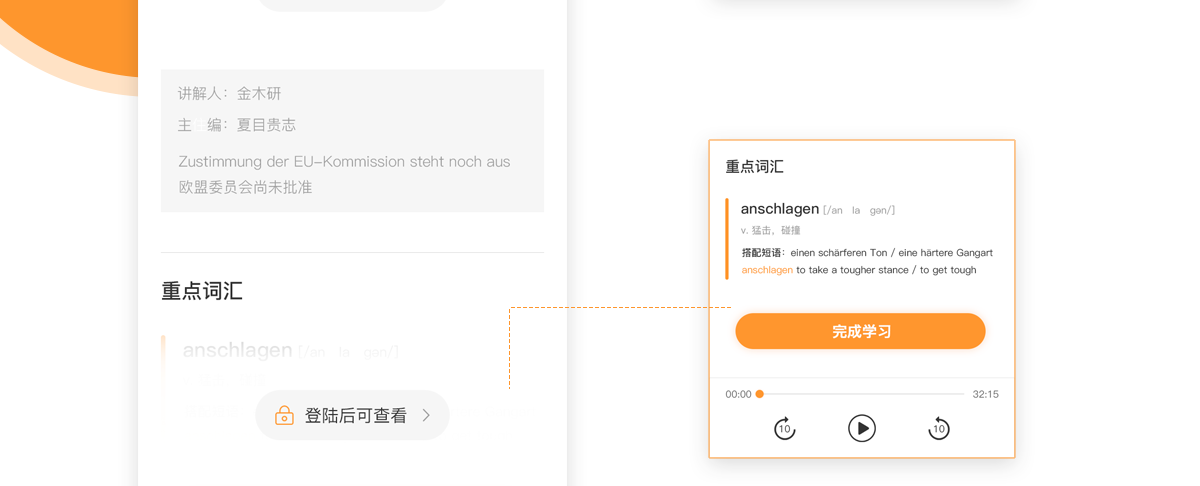 讲解人：金木研
主 编：夏目贵志
Zustimmung der EU-Kommission steht noch aus
欧盟委员会尚未批准
重点词汇
anschlagen [/an la gən/]
登陆后可查看
重点词汇
anschlagen [/an la gən/]
v. 猛击，碰撞
搭配短语：einen schärferen Ton / eine härtere Gangart
anschlagen to take a tougher stance / to get tough
完成学习
00:00 32:15
10 10